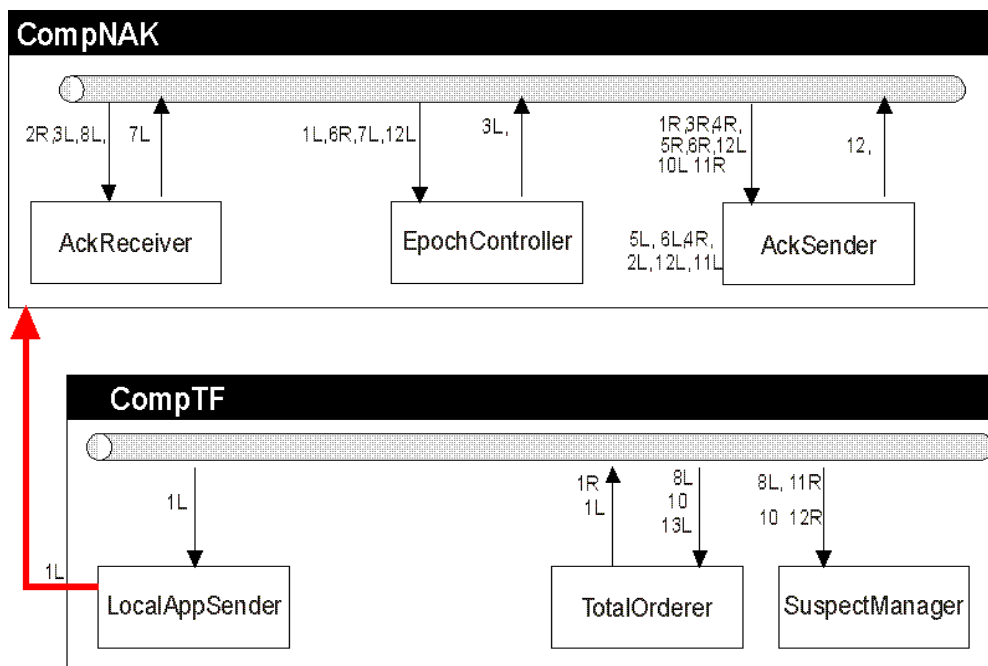 CompNAK
2R,3L,8L,
7L
1L,6R,7L,12L
3L,
1R,3R,4R,
5R,6R,12L
10L 11R
12,
AckReceiver
EpochController
5L, 6L,4R,
2L,12L,11L
AckSender
CompTF
1L
1R
1L
8L
10
13L
8L, 11R
10 12R
1L
LocalAppSender
TotalOrderer
SuspectManager